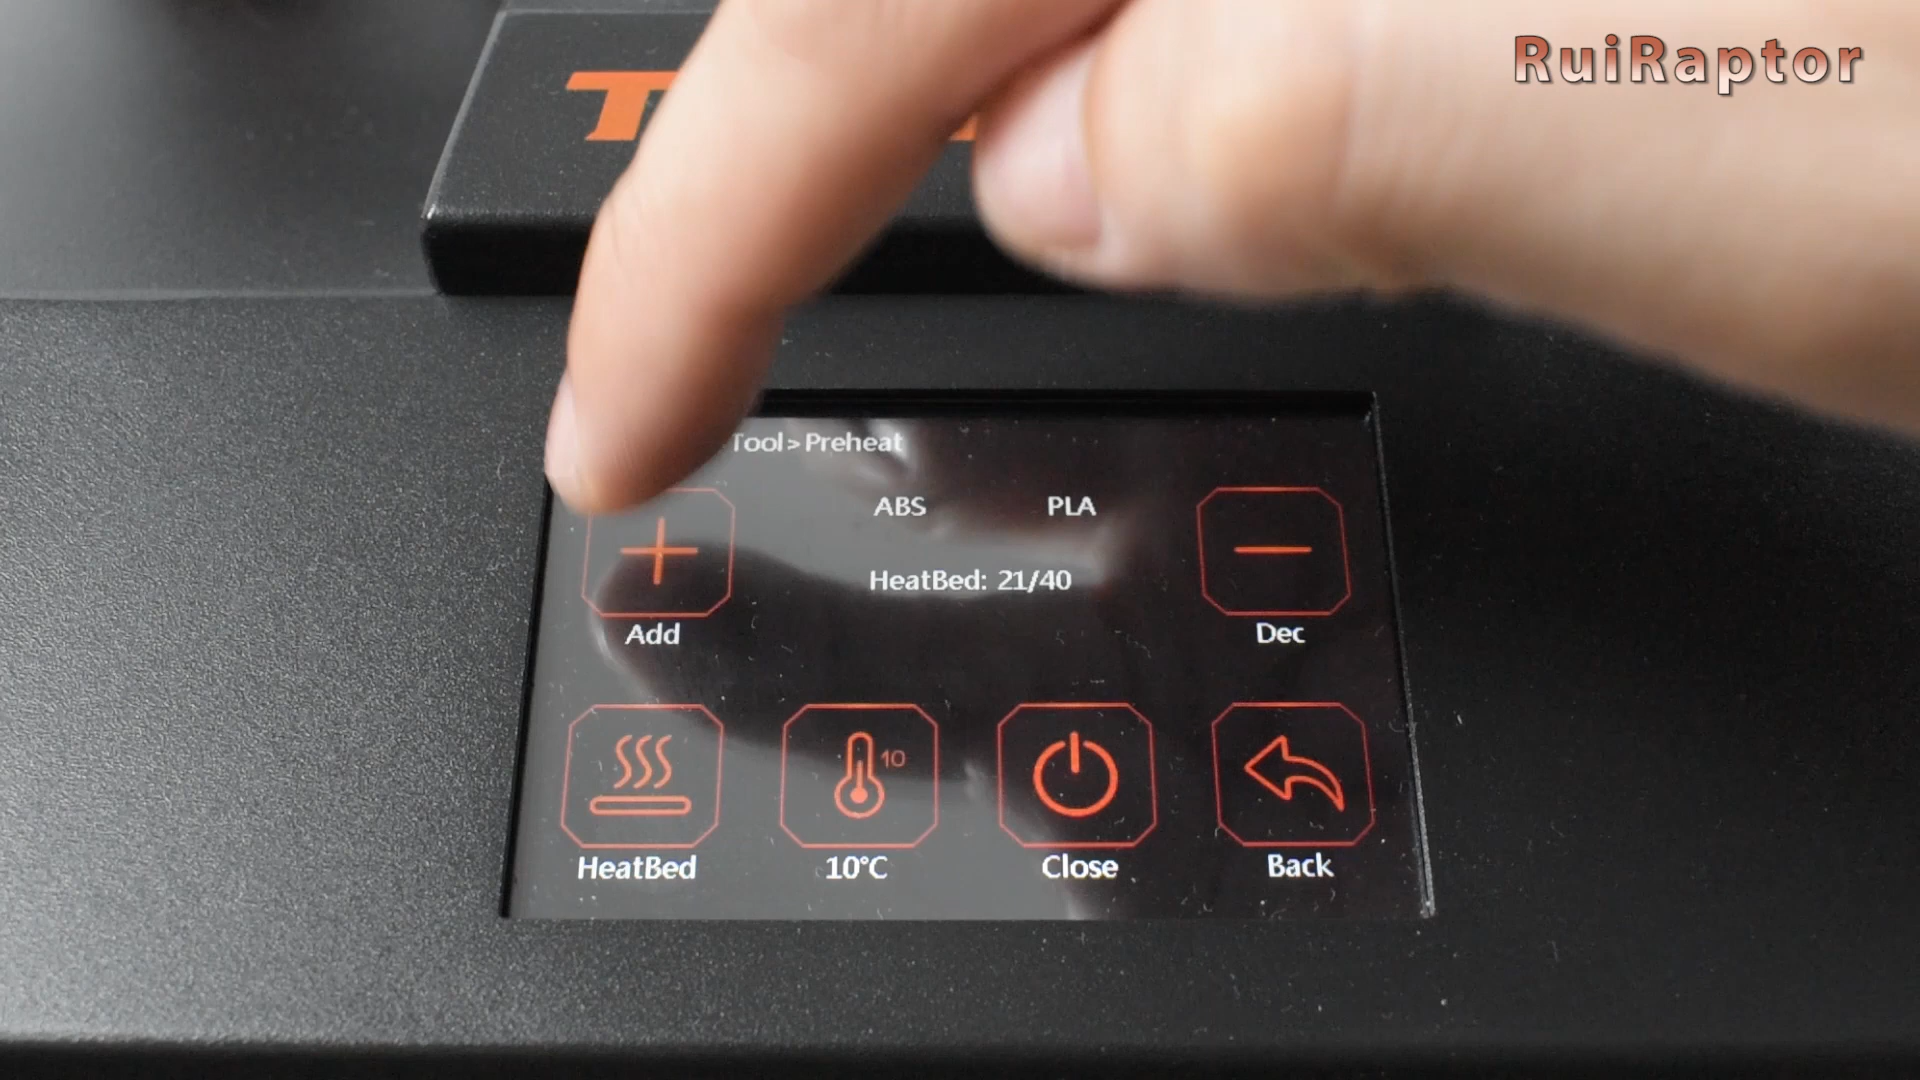 RuiRaptor
Tool>Preheat
ABS PLA
HeatBed: 21/40
Add
Dec
10
HeatBed
10°C
Close
Back